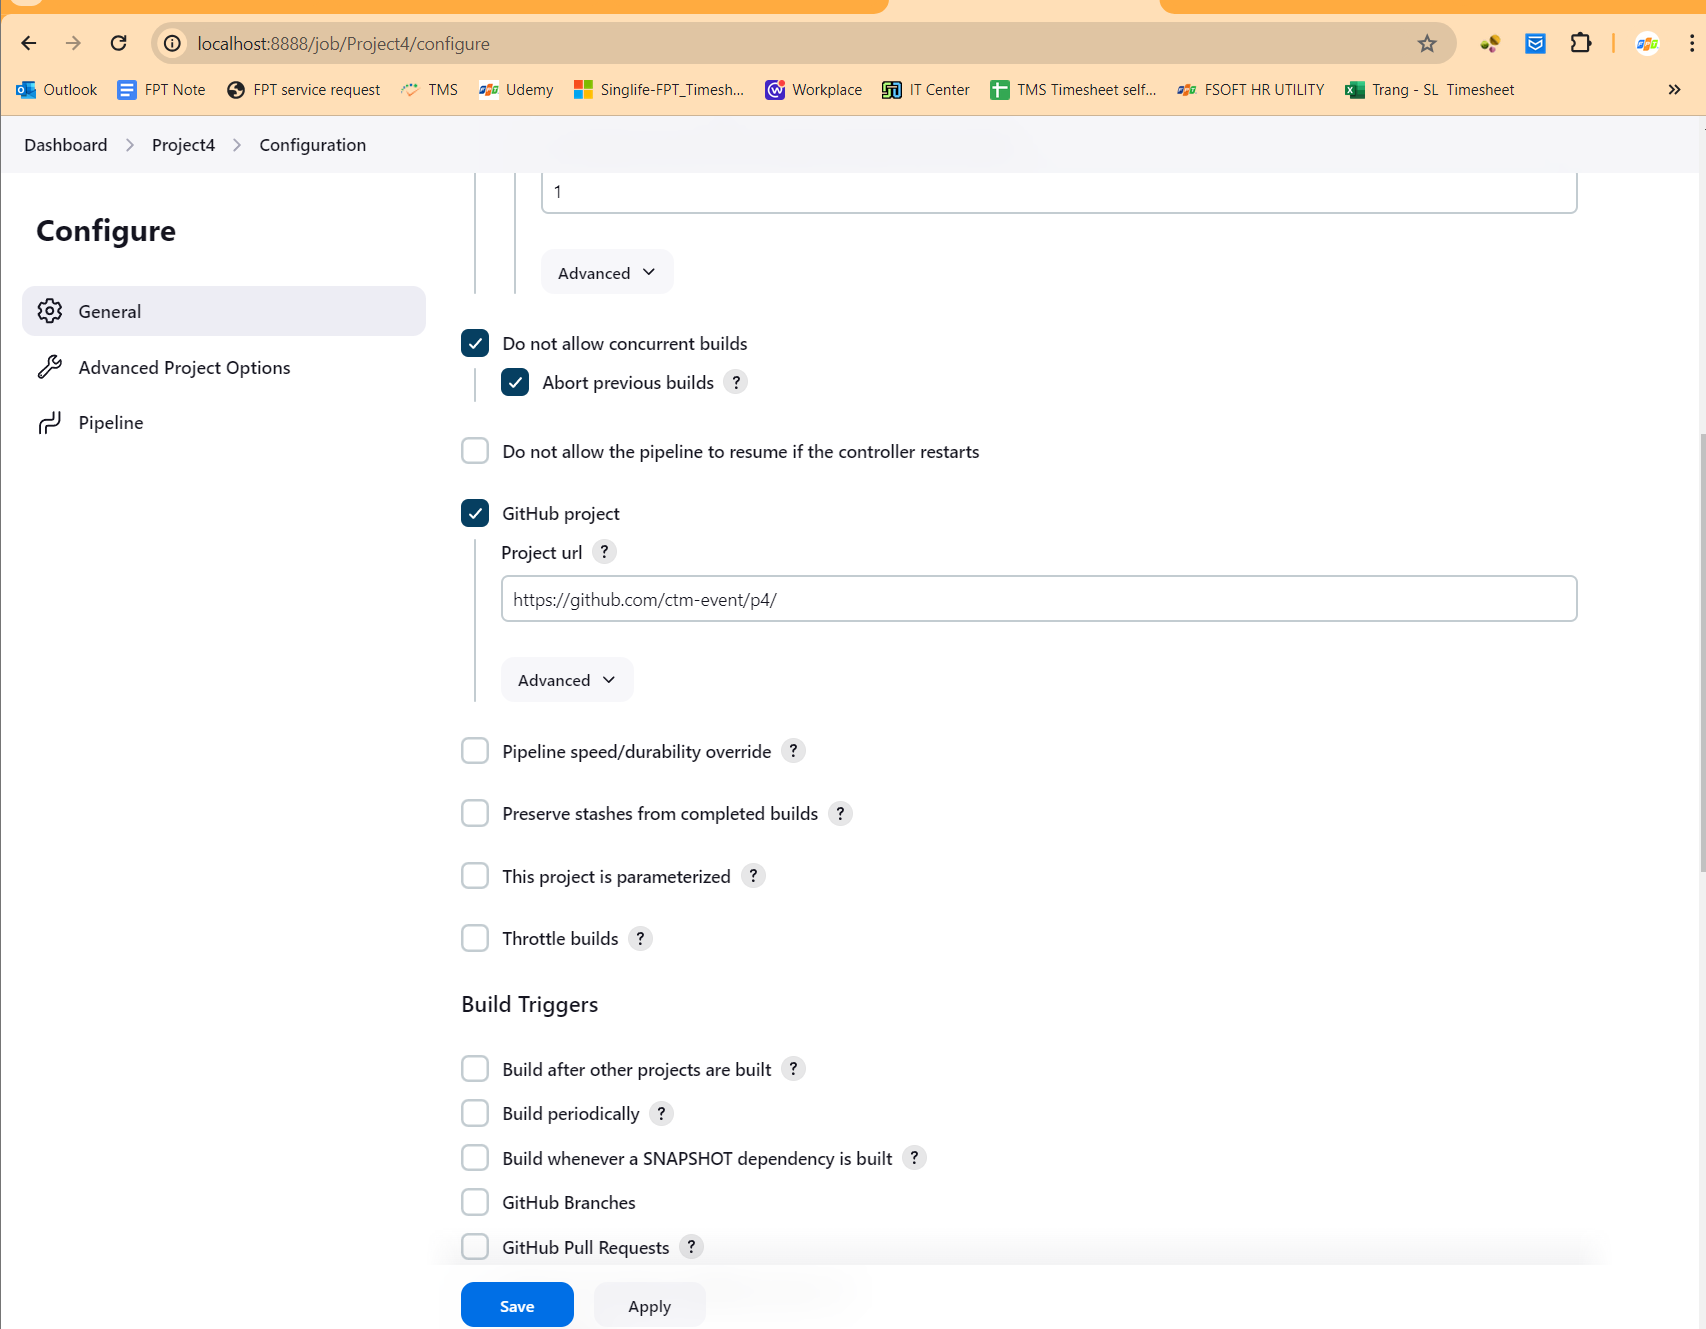 localhost:8888/job/Project4/configure
Outlook FPT Note FPT service request TMS Udemy Singlife-FPT_Timesh... Workplace IT Center TMS Timesheet self... FSOFT HR UTILITY Trang - SL Timesheet »
Dashboard > Project4 > Configuration
Configure
General
Advanced Project Options
Pipeline
1
Advanced
Do not allow concurrent builds
Abort previous builds ?
Do not allow the pipeline to resume if the controller restarts
GitHub project
Project url ?
https://github.com/ctm-event/p4/
Advanced
Pipeline speed/durability override ?
Preserve stashes from completed builds ?
This project is parameterized ?
Throttle builds ?
Build Triggers
Build after other projects are built ?
Build periodically ?
Build whenever a SNAPSHOT dependency is built ?
GitHub Branches
GitHub Pull Requests ?
Save Apply